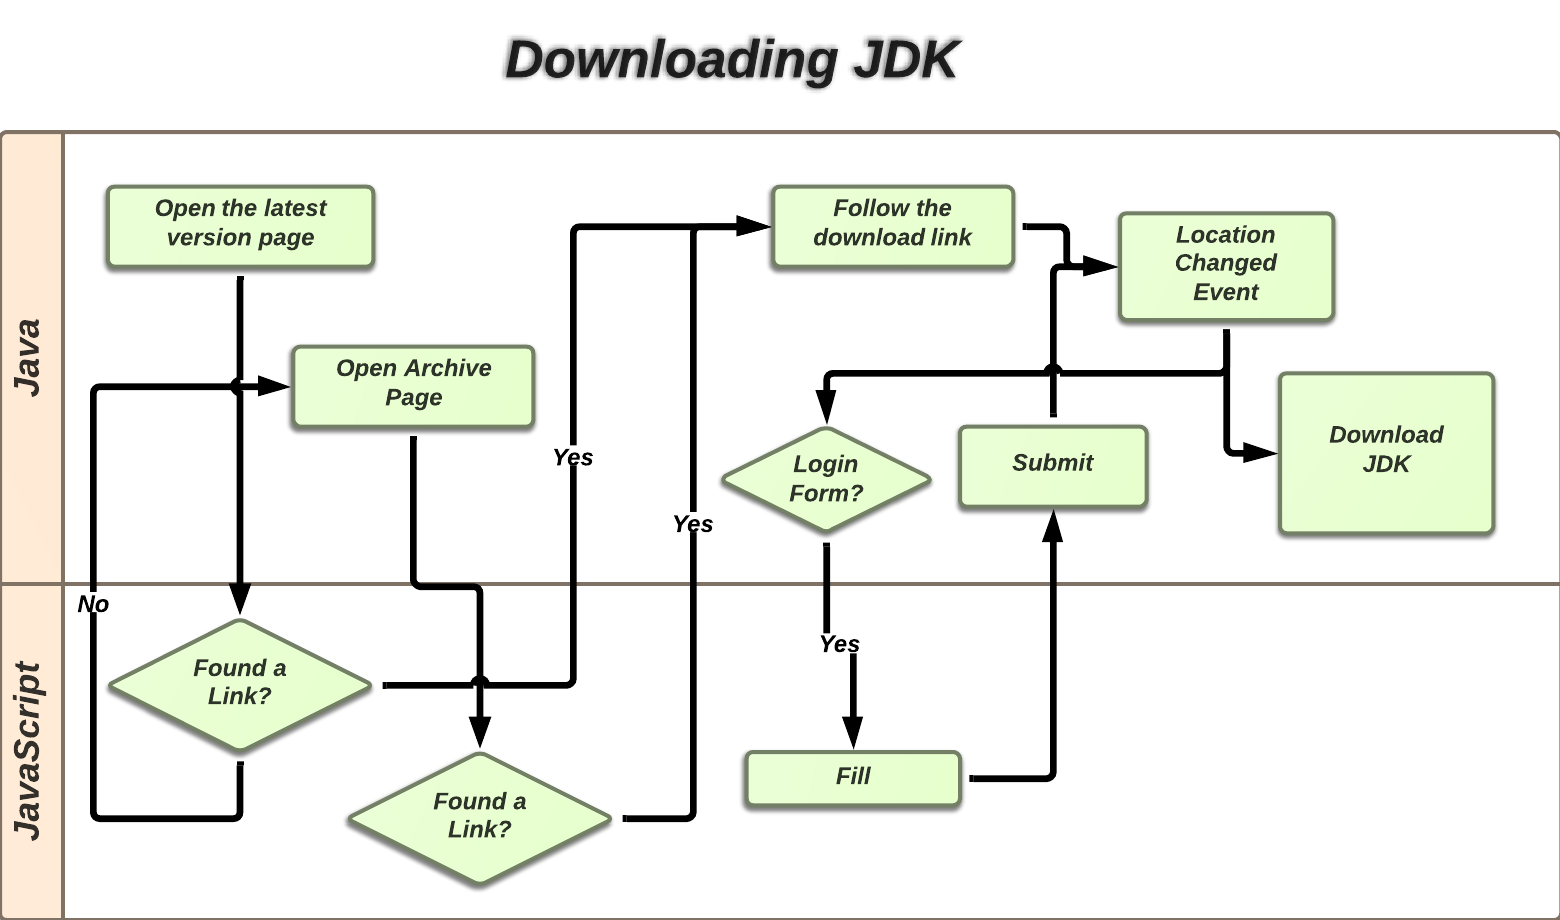 Downloading JDK
Java
Open the latest
version page
Follow the
download link
Location
Changed
Event
Open Archive
Page
Yes
Login
Form?
Submit
Download
JDK
Yes
No
JavaScript
Found a
Link?
Yes
Found a
Link?
Fill